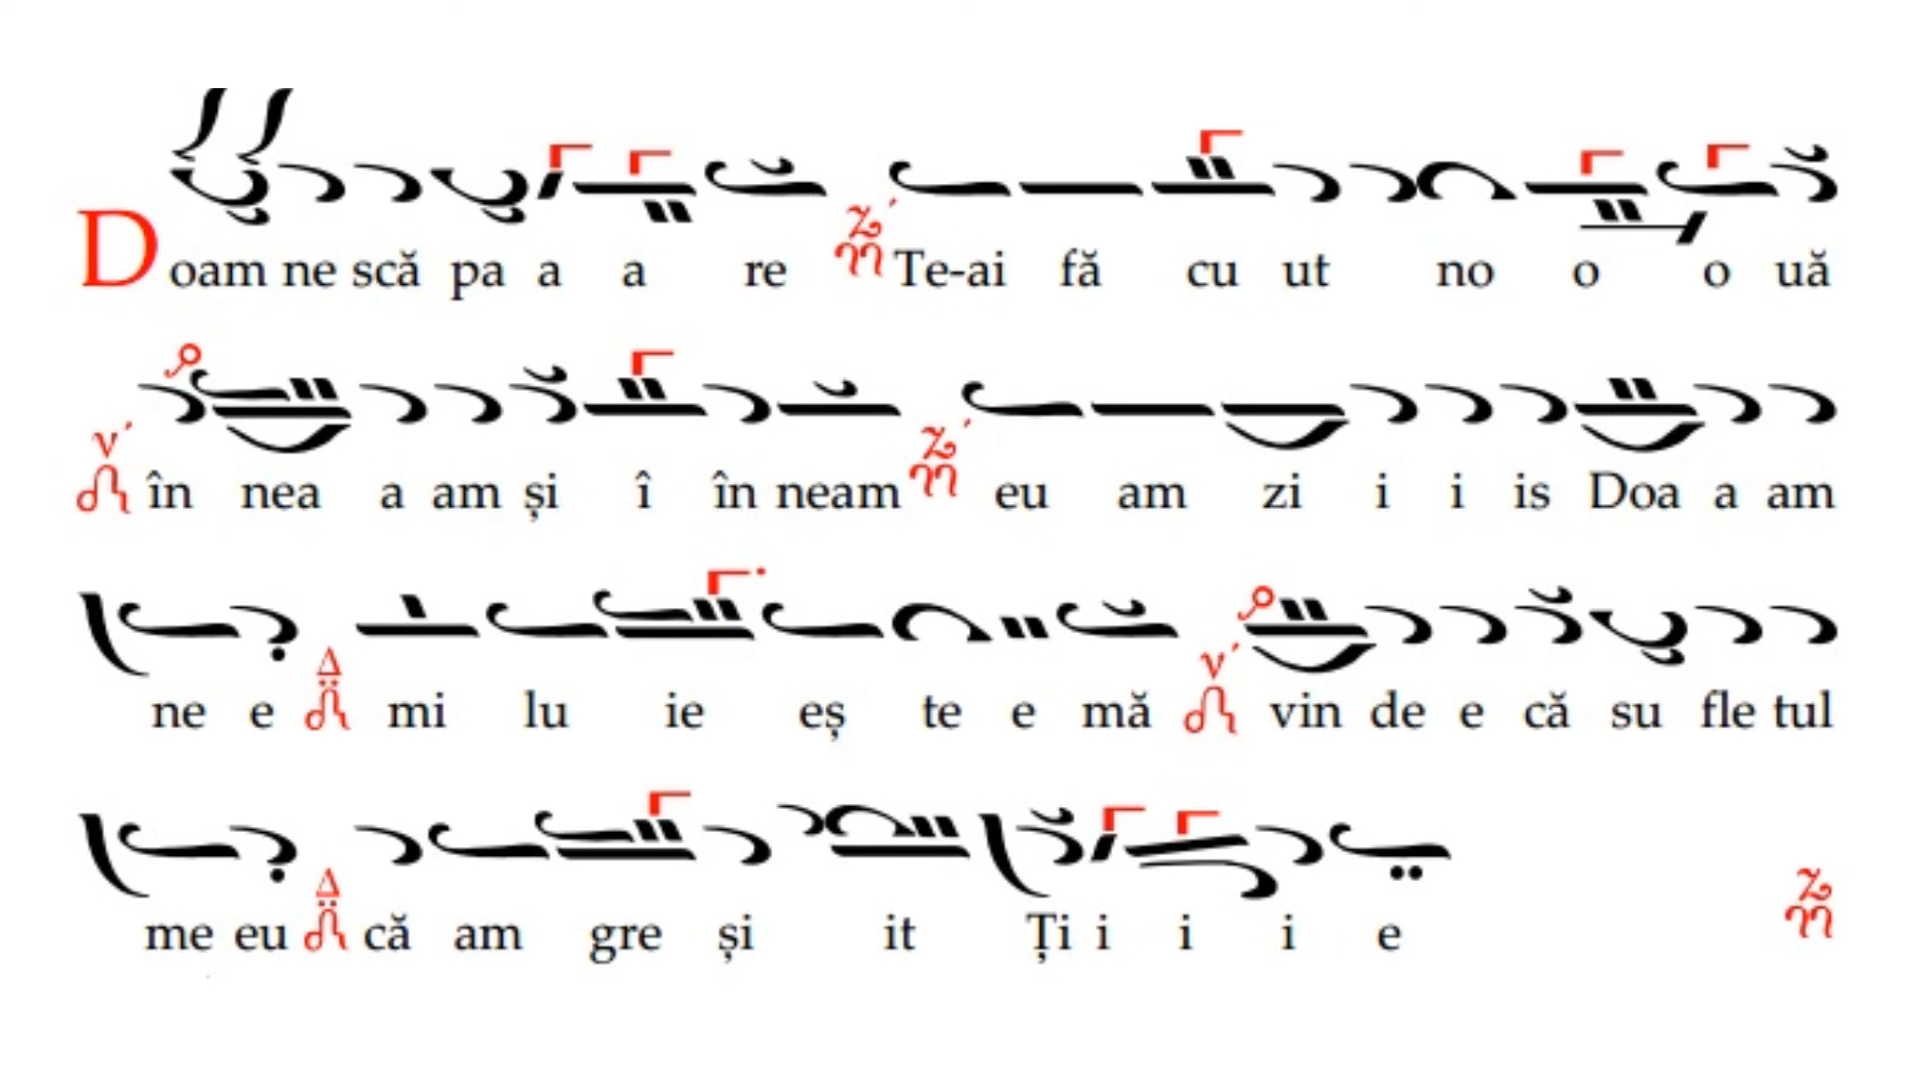 Doam ne scă pa a a re Te-ai fă cu ut no o o uă
în nea a am și î în neam eu am zi i i is Doa a am
ne e mi lu ie eș te e mă vin de e că su fle tul
me eu că am gre și it Ți i i i e